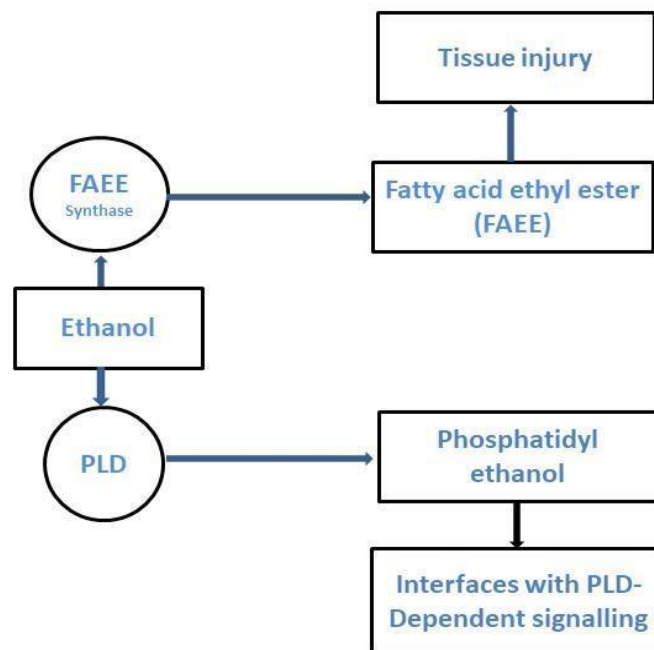 Tissue injury
FAEE
Synthase
Fatty acid ethyl ester
(FAEE)
Ethanol
PLD
Phosphatidyl
ethanol
Interfaces with PLD-
Dependent signalling